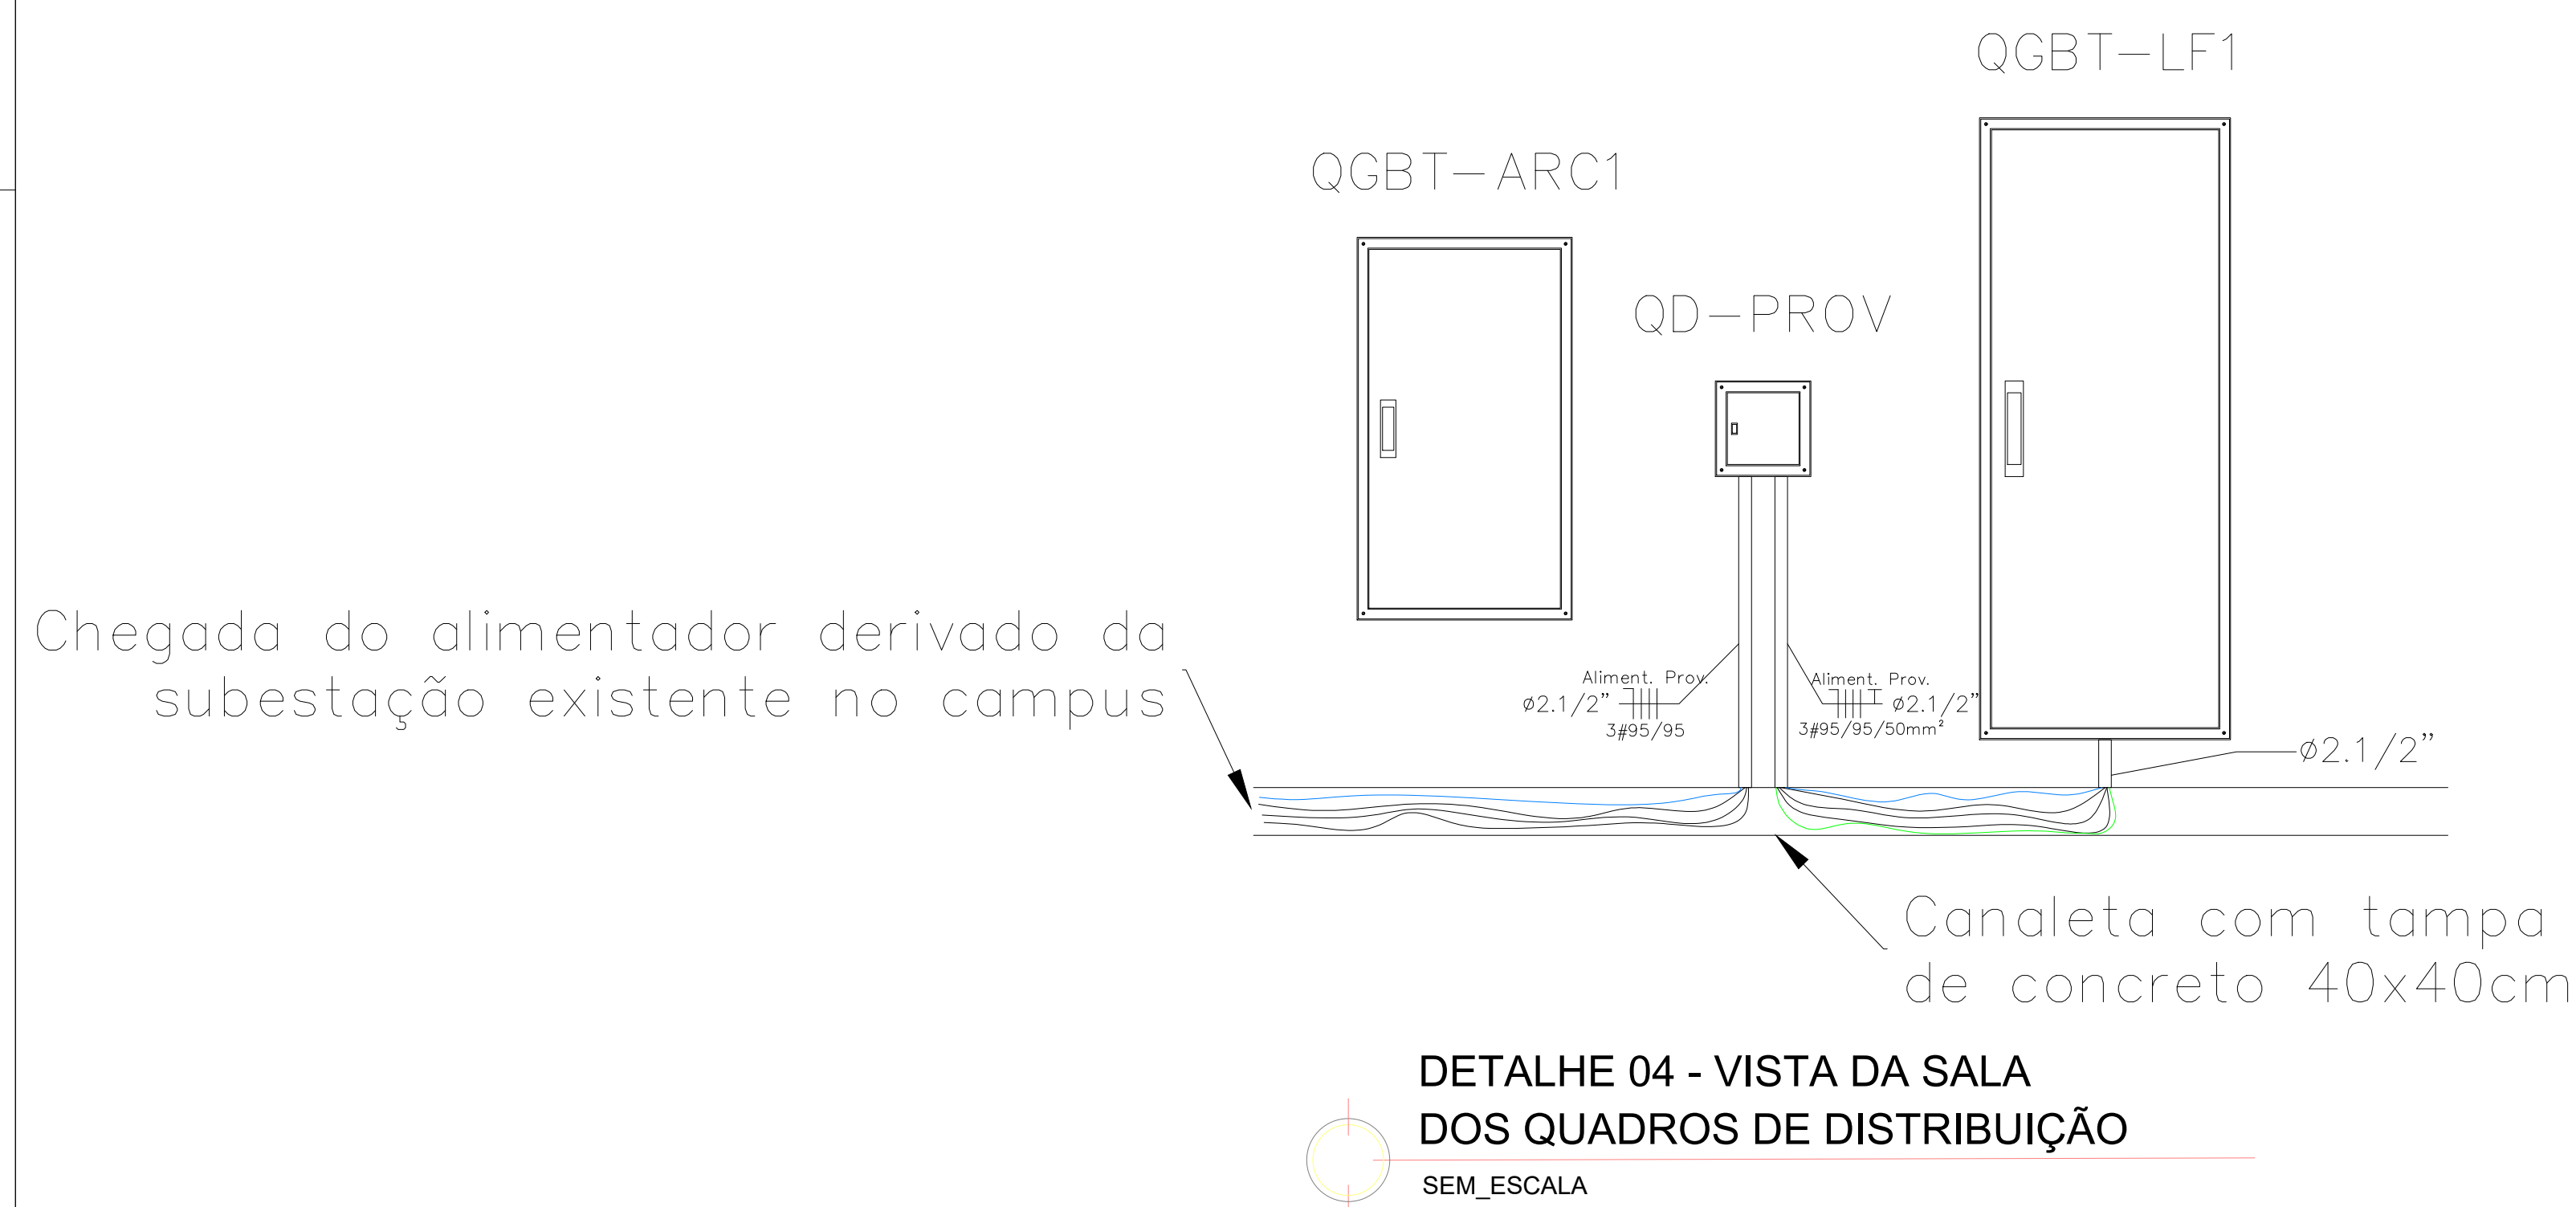 QGBT-LF1
QGBT-ARC1
QD-PROV
Chegada do alimentador derivado da
subestação existente no campus
Aliment. Prov.
ø2.1/2"
3#95/95
Aliment. Prov.
ø2.1/2"
3#95/95/50mm²
ø2.1/2"
Canaleta com tampa
de concreto 40x40cm
DETALHE 04 - VISTA DA SALA
DOS QUADROS DE DISTRIBUIÇÃO
SEM_ESCALA